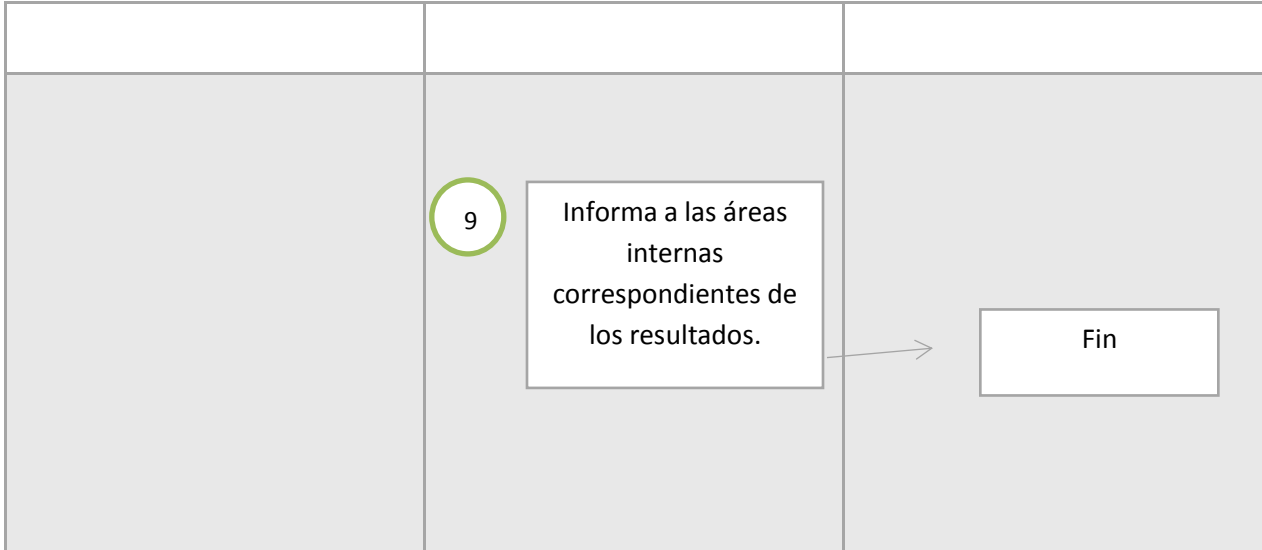 9
Informa a las áreas
internas
correspondientes de
los resultados.
Fin